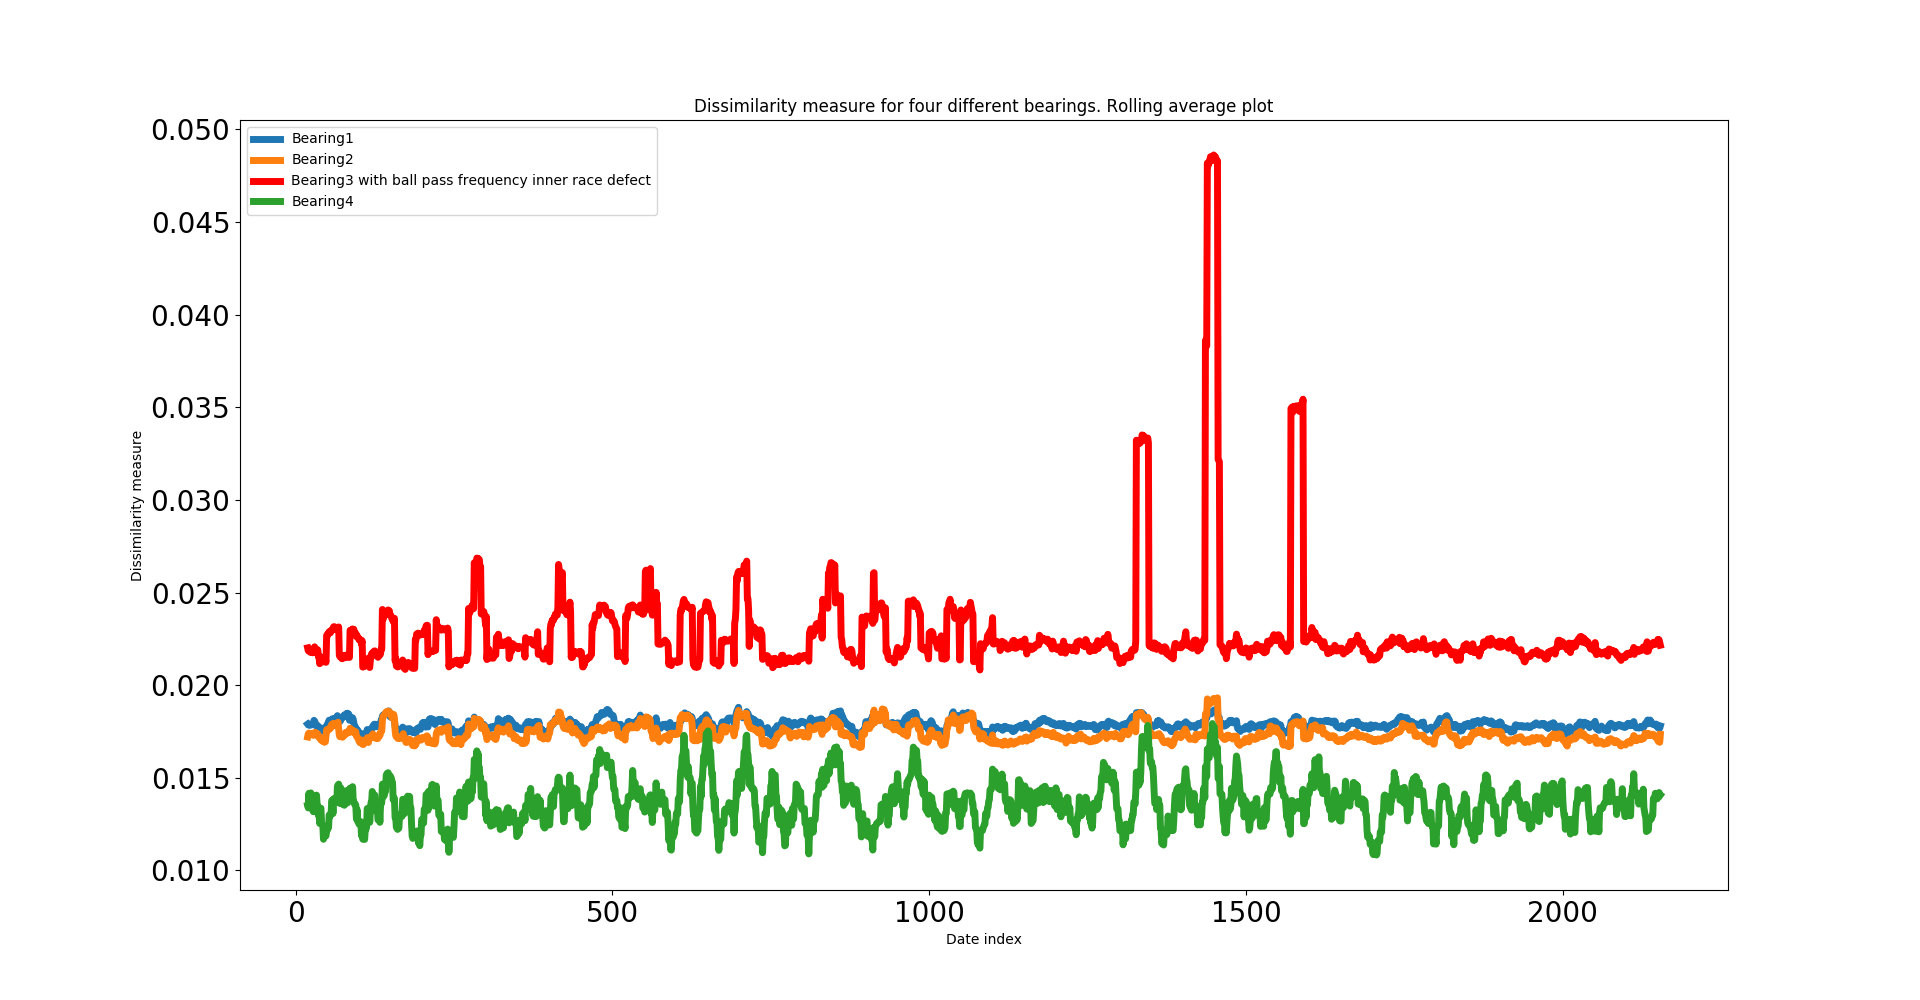 Dissimilarity measure for four different bearings. Rolling average plot
0.050
0.045
0.040
0.035
0.030
0.025
0.020
0.015
0.010
Dissimilarity measure
Bearing1
Bearing2
Bearing3 with ball pass frequency inner race defect
Bearing4
0 500 1000 1500 2000
Date index